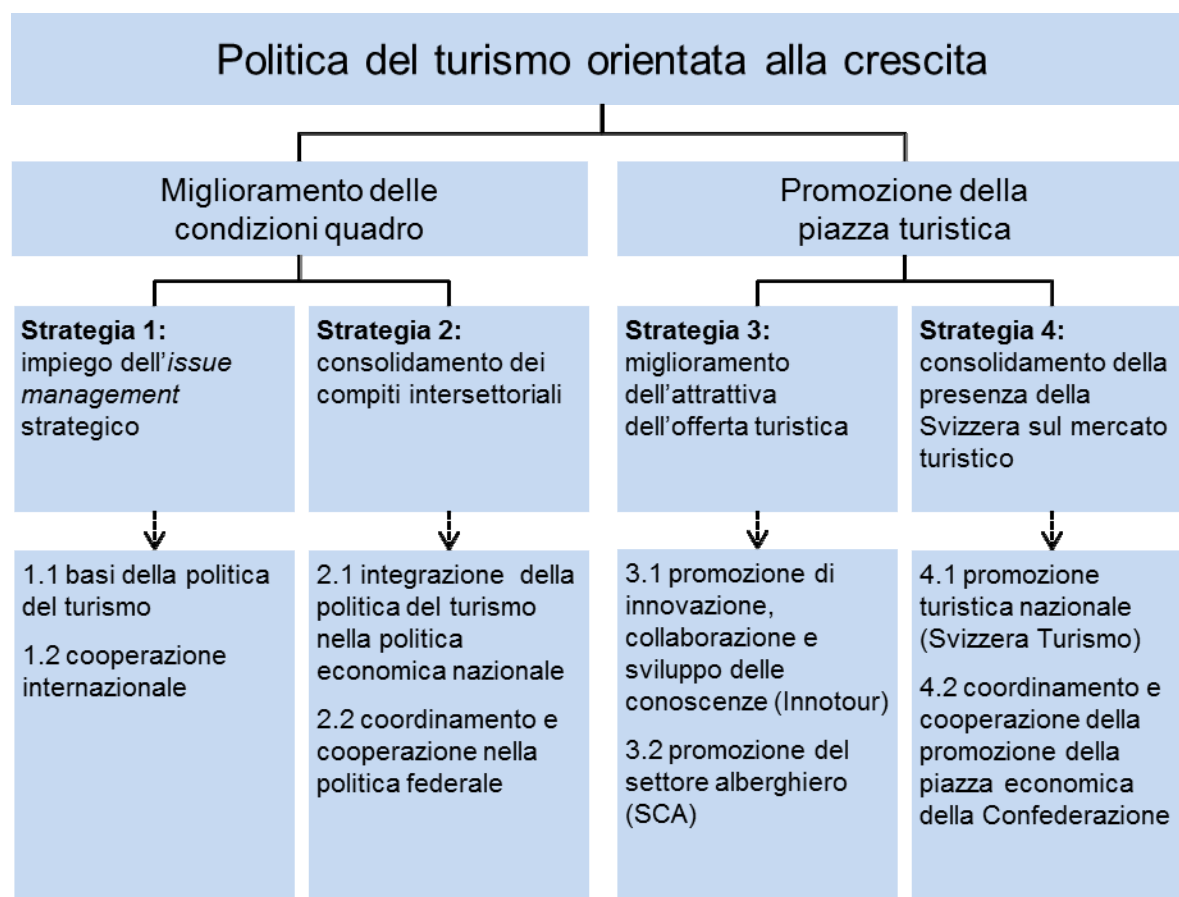 Politica del turismo orientata alla crescita
Miglioramento delle
condizioni quadro
Promozione della
piazza turistica
Strategia 1:
impiego dell'issue
management
strategico
Strategia 2:
consolidamento dei
compiti intersettoriali
Strategia 3:
miglioramento
dell'attrattiva
dell'offerta turistica
Strategia 4:
consolidamento della
presenza della
Svizzera sul mercato
turistico
1.1 basi della politica
del turismo
1.2 cooperazione
internazionale
2.1 integrazione della
politica del turismo
nella politica
economica nazionale
2.2 coordinamento e
cooperazione nella
politica federale
3.1 promozione di
innovazione,
collaborazione e
sviluppo delle
conoscenze (Innotour)
3.2 promozione del
settore alberghiero
(SCA)
4.1 promozione
turistica nazionale
(Svizzera Turismo)
4.2 coordinamento e
cooperazione della
promozione della
piazza economica
della Confederazione